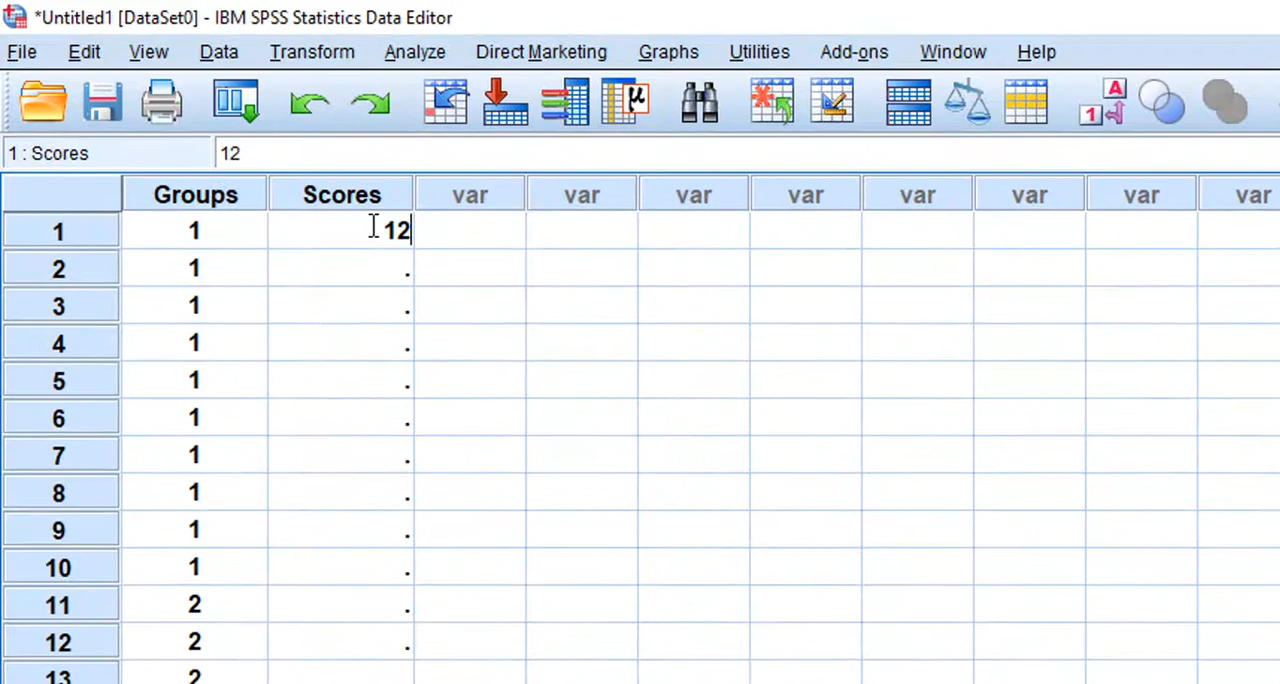 *Untitled1 [DataSet0] - IBM SPSS Statistics Data Editor
File Edit View Data Transform Analyze Direct Marketing Graphs Utilities Add-ons Window Help
μ A 1
1 : Scores 12
Groups Scores var var var var var var var var
1 1 12
2 1 .
3 1 .
4 1 .
5 1 .
6 1 .
7 1 .
8 1 .
9 1 .
10 1 .
11 2 .
12 2 .
13 2